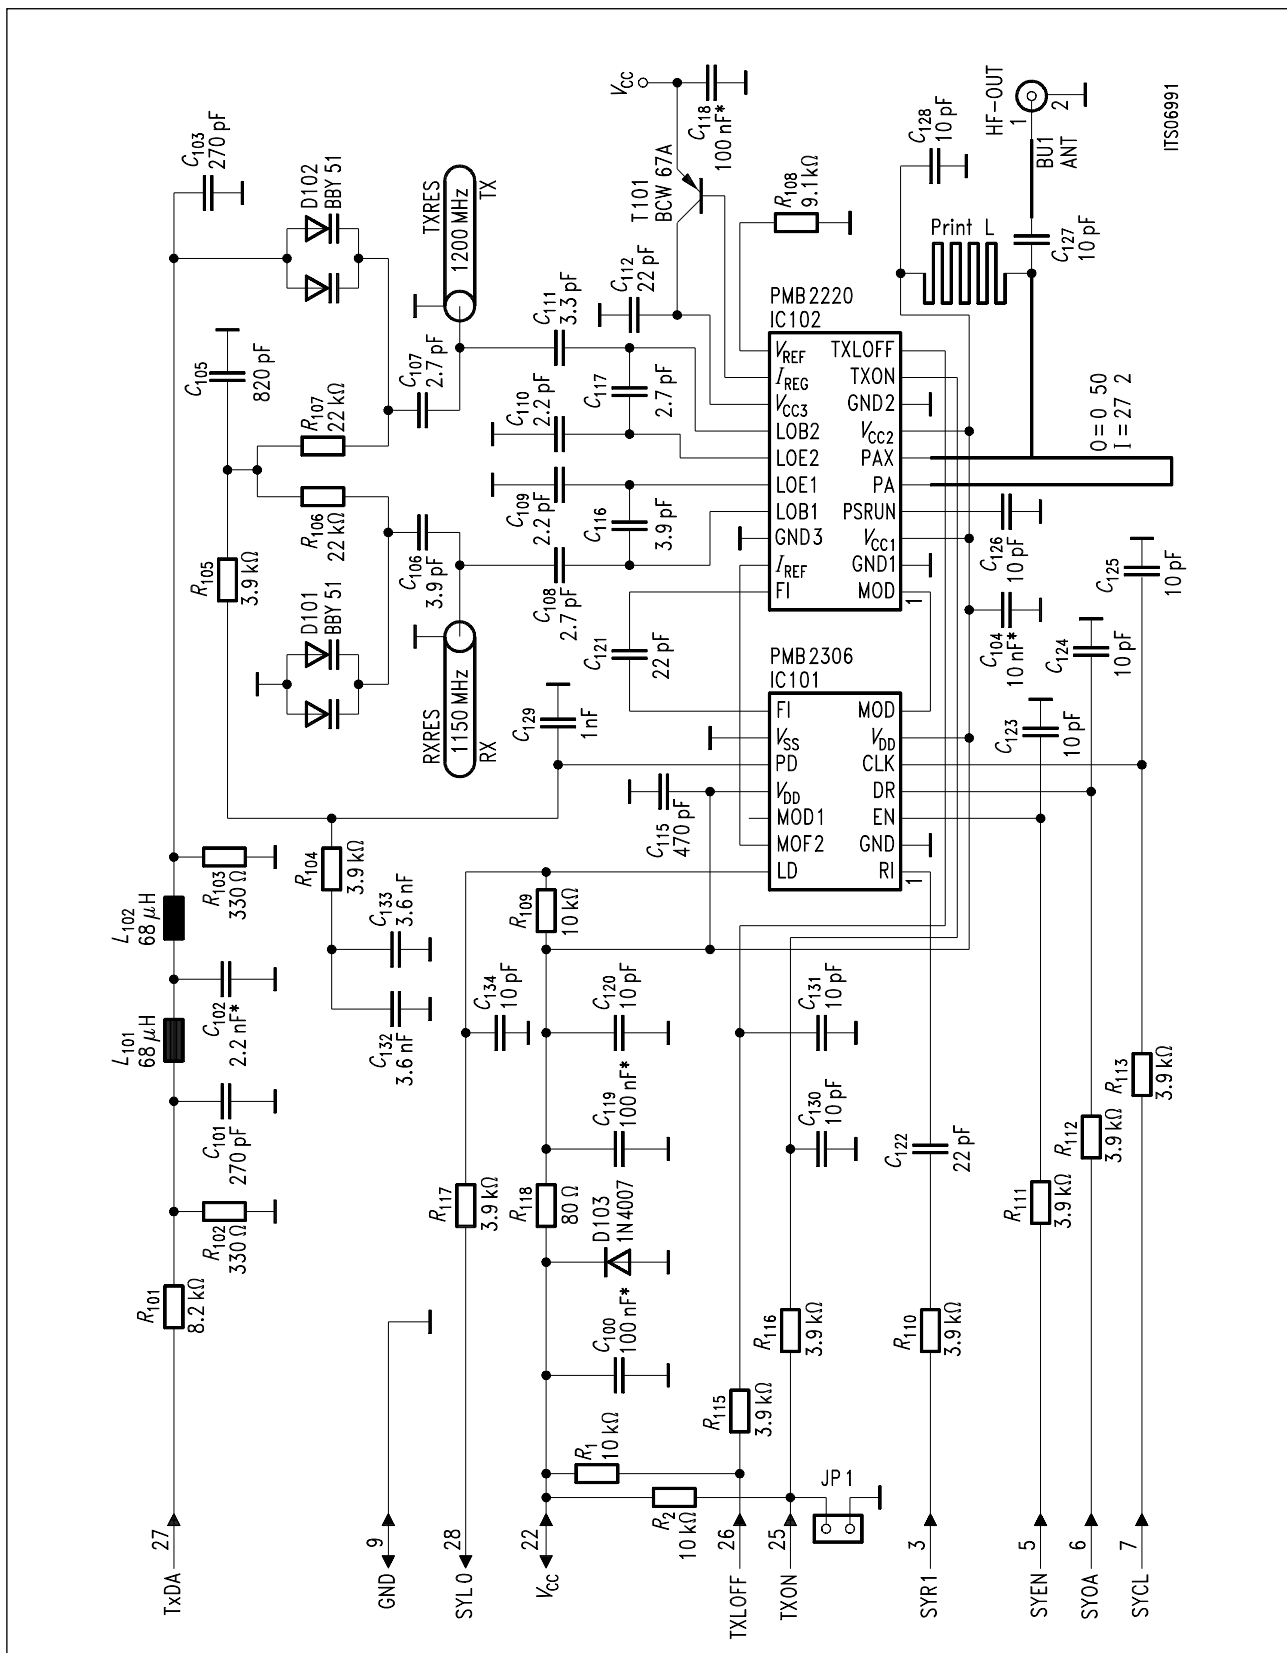 C103
270 pF
D102
BBY 51
C105
820 pF
R107
22 kΩ
R106
22 kΩ
R105
3.9 kΩ
D101
BBY 51
C107
2.7 pF
C106
3.9 pF
TXRES
1200 MHz
TX
RXRES
1150 MHz
RX
VCC
C118
100 nF*
T101
BCW 67A
R108
9.1 kΩ
C112
22 pF
C111
3.3 pF
C117
2.7 pF
C110
2.2 pF
C109
2.2 pF
C116
3.9 pF
C108
2.7 pF
C121
22 pF
C129
1 nF
C115
470 pF
PMB2220
IC102
VREF
IREG
VCC3
LOB2
LOE2
LOE1
LOB1
GND3
IREF
FI
TXLOFF
TXON
GND2
VCC2
PAX
PA
PSRUN
VCC1
GND1
MOD
1
PMB2306
IC101
FI
VSS
PD
VDD
MOD1
MOF2
LD
MOD
VDD
CLK
DR
EN
GND
RI
1
C128
10 pF
Print L
C127
10 pF
HF-OUT
1
2
BU1
ANT
O = 0 50
I = 27 2
C126
10 pF
C104
10 nF*
C125
10 pF
C124
10 pF
C123
10 pF
L102
68 μH
L101
68 μH
R103
330 Ω
C102
2.2 nF*
C101
270 pF
R102
330 Ω
R101
8.2 kΩ
R104
3.9 kΩ
C133
3.6 nF
C132
3.6 nF
R109
10 kΩ
C134
10 pF
C120
10 pF
C119
100 nF*
R117
3.9 kΩ
R118
80 Ω
D103
1N4007
C100
100 nF*
C131
10 pF
C130
10 pF
C122
22 pF
R116
3.9 kΩ
R110
3.9 kΩ
R115
3.9 kΩ
R113
3.9 kΩ
R112
3.9 kΩ
R111
3.9 kΩ
R1
10 kΩ
R2
10 kΩ
JP1
TxDA
27
GND
9
SYLO
28
VCC
22
TXLOFF
26
TXON
25
SYR1
3
SYEN
5
SYOA
6
SYCL
7
ITS06991